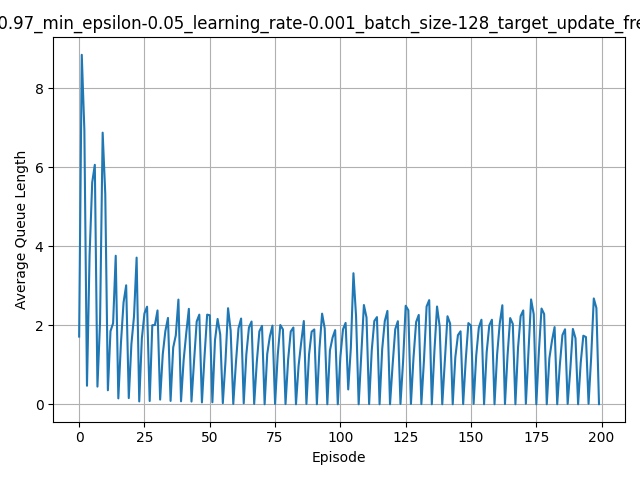 0.97_min_epsilon-0.05_learning_rate-0.001_batch_size-128_target_update_fre
8
6
4
2
0
Average Queue Length
0 25 50 75 100 125 150 175 200
Episode